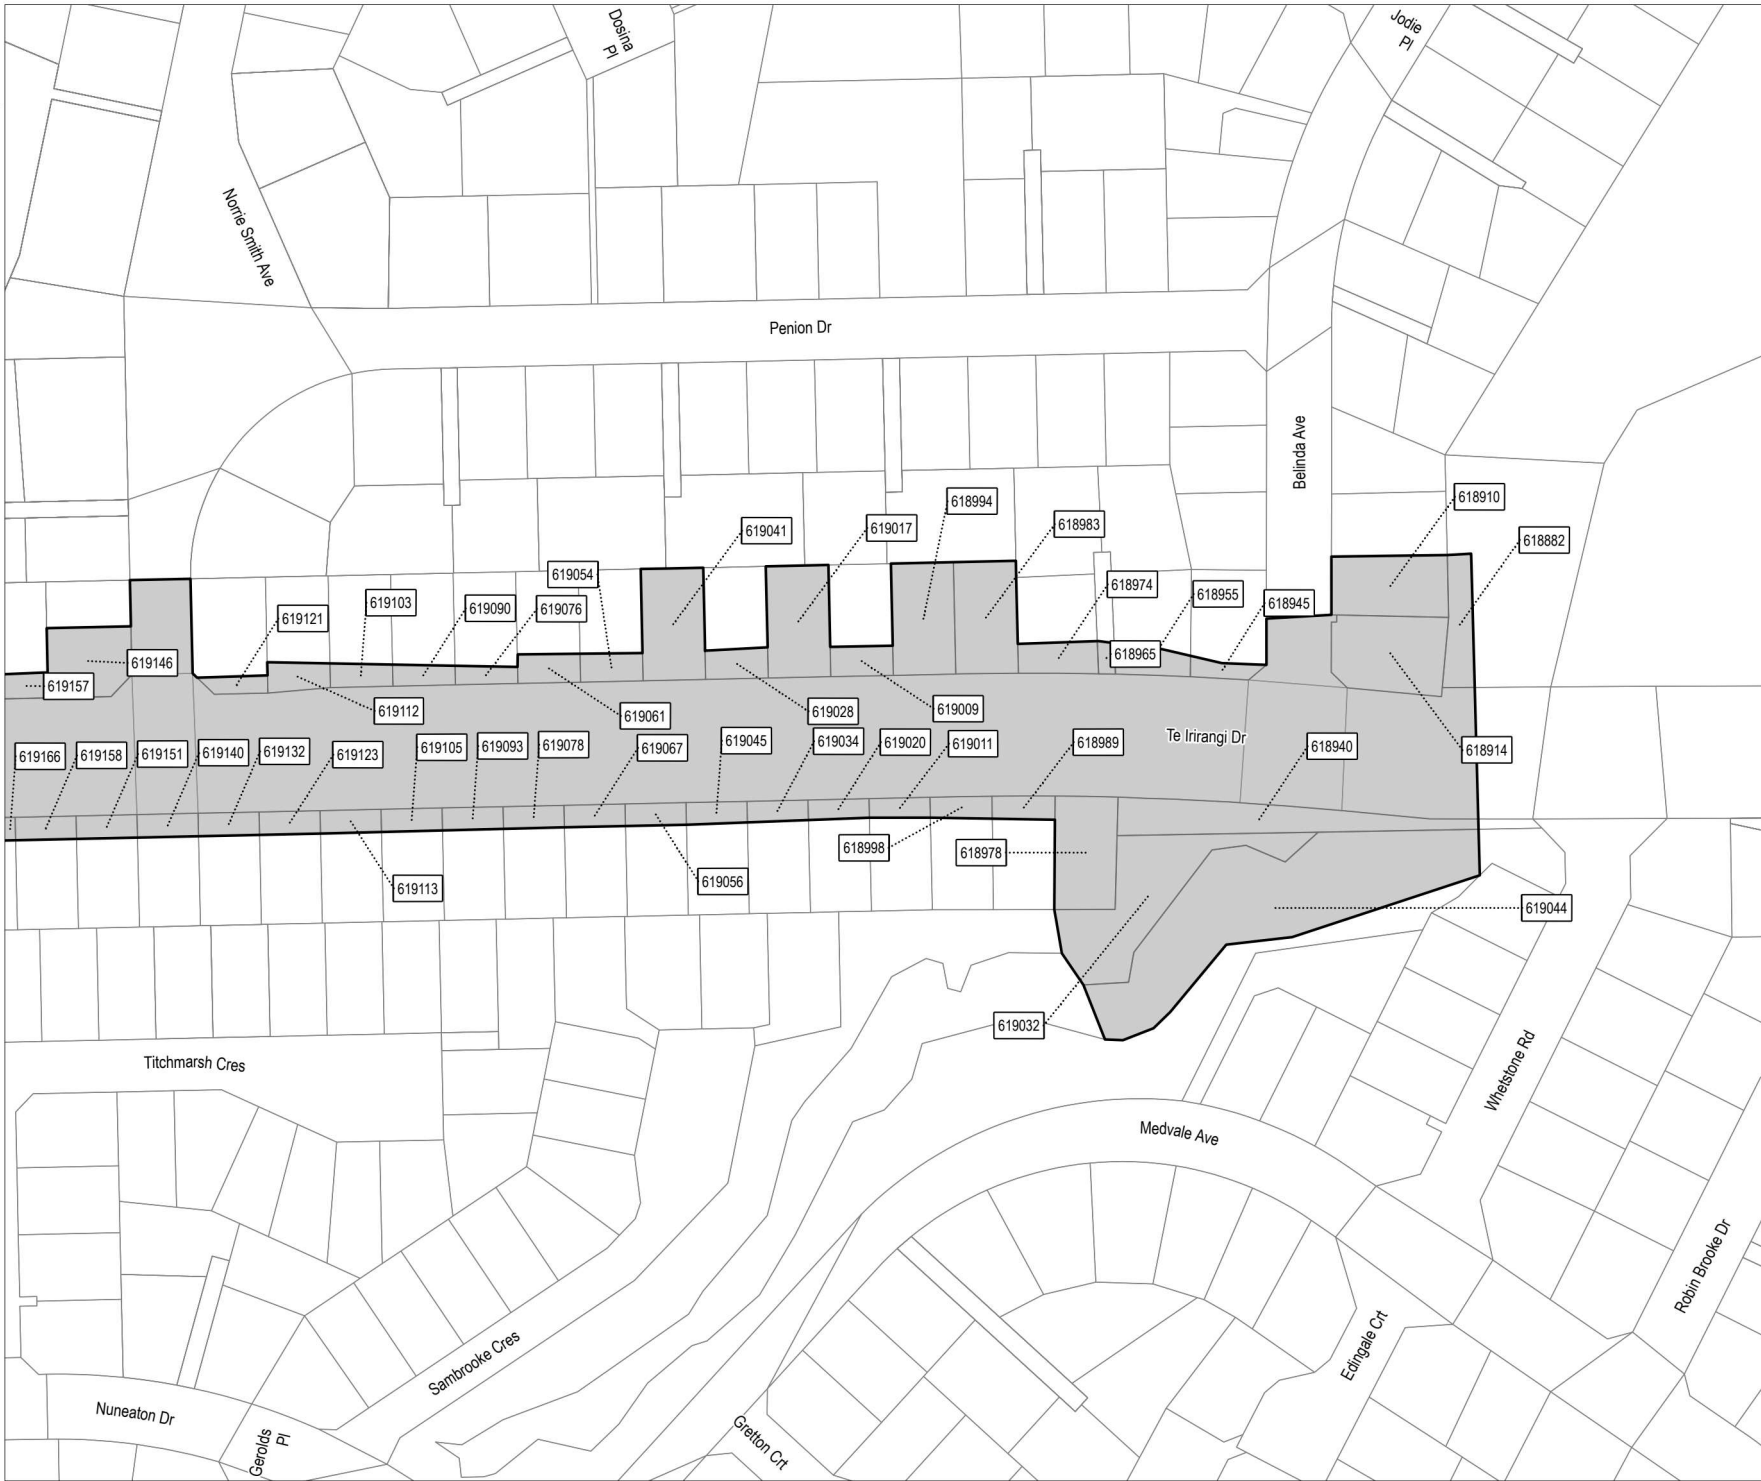 Dosina
Pl
Jodie
Pl
Norrie Smith Ave
Penion Dr
Belinda Ave
618994
618910
619041
619017
618983
618882
619054
618974
618955
619103
619090
619076
618945
619121
618965
619146
619157
619112
619061
619028
619009
Te Irirangi Dr
619166
619158
619151
619140
619132
619123
619105
619093
619078
619067
619045
619034
619020
619011
618989
618940
618914
618998
618978
619113
619056
619044
619032
Titchmarsh Cres
Whetstone Rd
Medvale Ave
Robin Brooke Dr
Sambrooke Cres
Edingale Crt
Nuneaton Dr
Gerolds
Pl
Gretton Crt